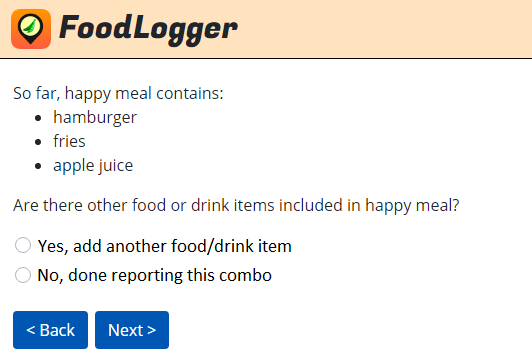 FoodLogger
So far, happy meal contains:
• hamburger
• fries
• apple juice
Are there other food or drink items included in happy meal?
Yes, add another food/drink item
No, done reporting this combo
< Back Next >